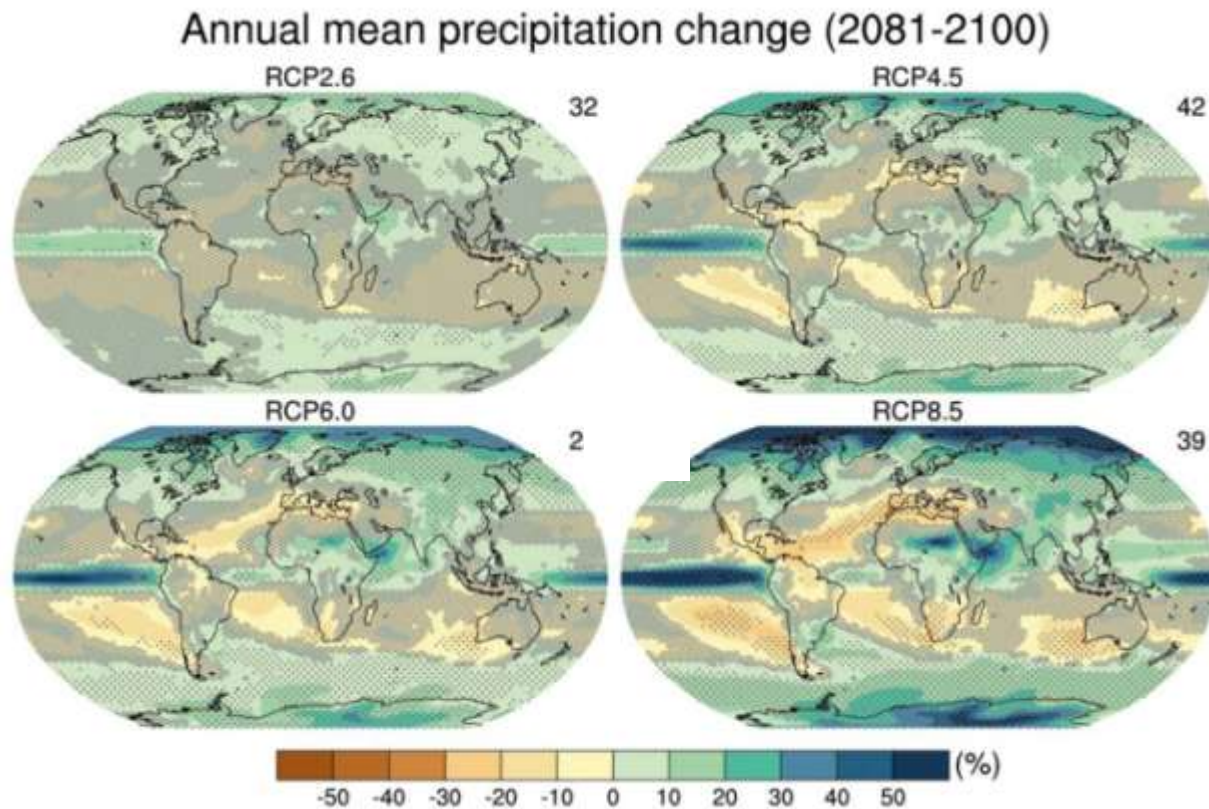 Annual mean precipitation change (2081-2100)
RCP2.6
32
RCP4.5
42
RCP6.0
2
RCP8.5
39
(%)
-50 -40 -30 -20 -10 0 10 20 30 40 50